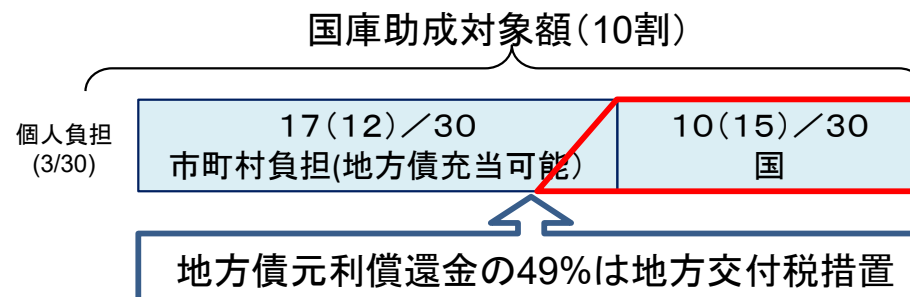 国庫助成対象額（10割）
個人負担
(3/30)
17(12)／30
市町村負担(地方債充当可能）
10(15)／30
国
地方債元利償還金の49%は地方交付税措置